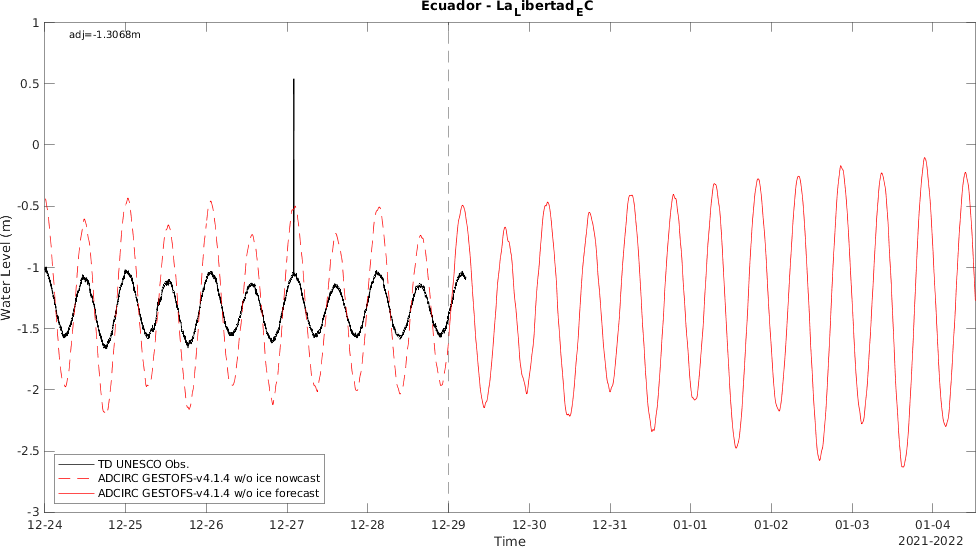 Ecuador - LaLibertadEC
adj=-1.3068m
1
0.5
0
-0.5
-1
-1.5
-2
-2.5
-3
Water Level (m)
TD UNESCO Obs.
ADCIRC GESTOFS-v4.1.4 w/o ice nowcast
ADCIRC GESTOFS-v4.1.4 w/o ice forecast
12-24 12-25 12-26 12-27 12-28 12-29 12-30 12-31 01-01 01-02 01-03 01-04
Time
2021-2022